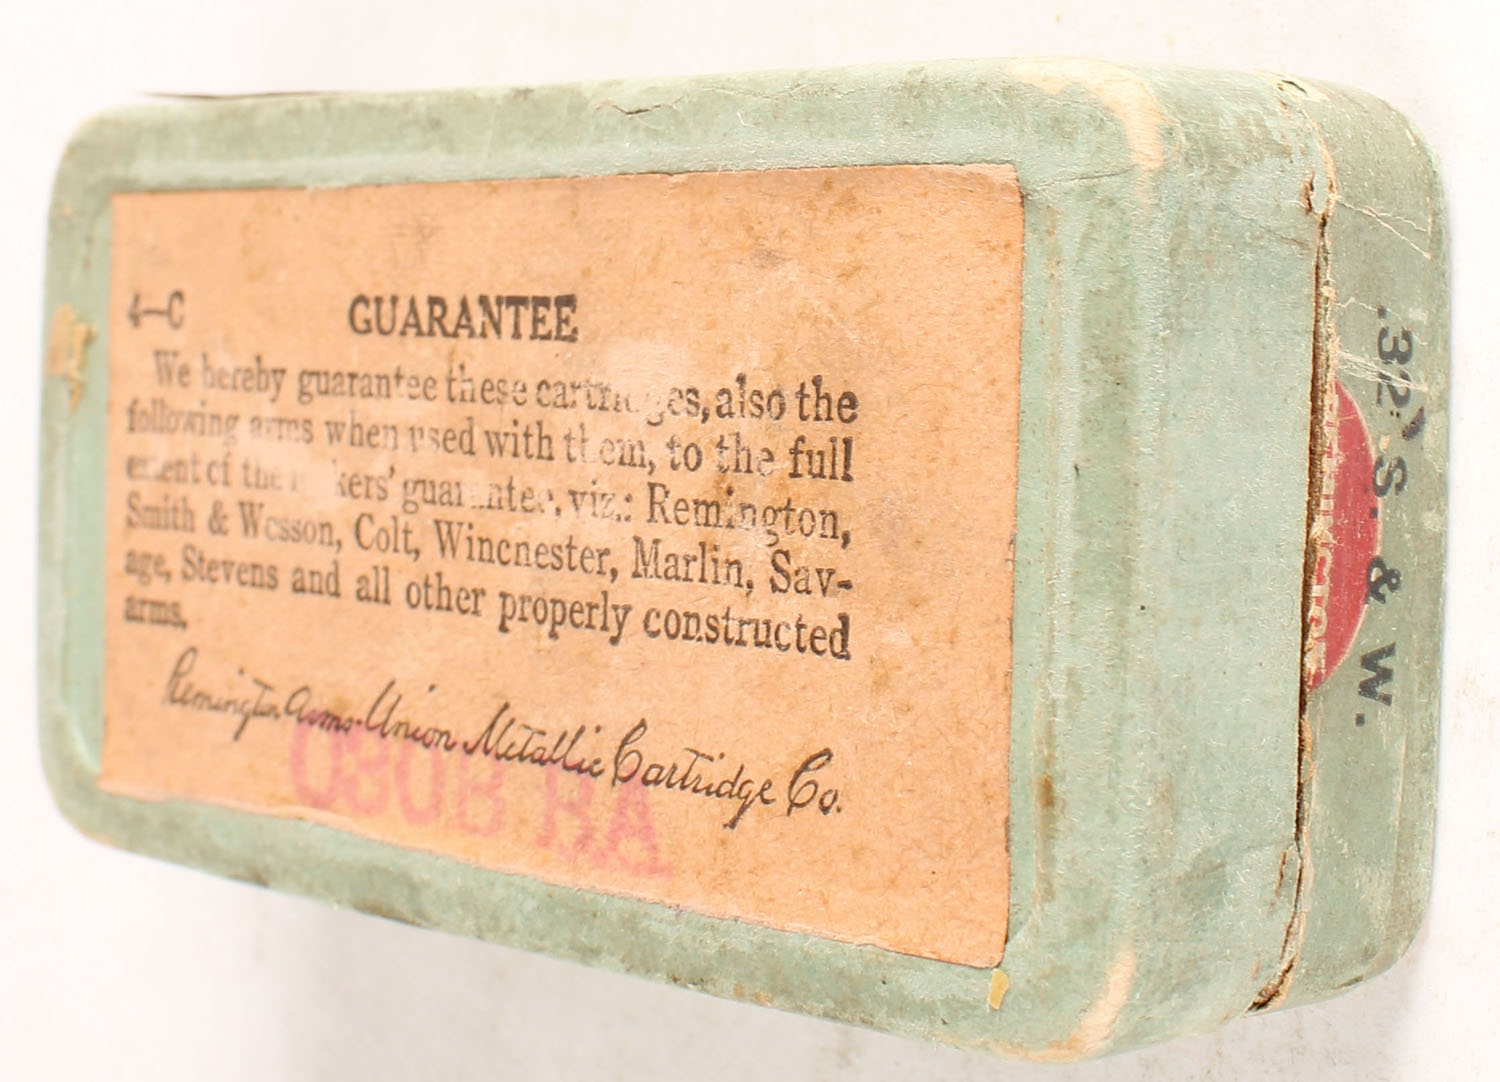 4—C
GUARANTEE
We hereby guarantee these cartridges, also the
following arms when used with them, to the full
extent of the makers' guarantee, viz.: Remington,
Smith & Wesson, Colt, Winchester, Marlin, Sav-
age, Stevens and all other properly constructed
arms.
Remington Arms-Union Metallic Cartridge Co.
.32 S. & W.
REMINGTON